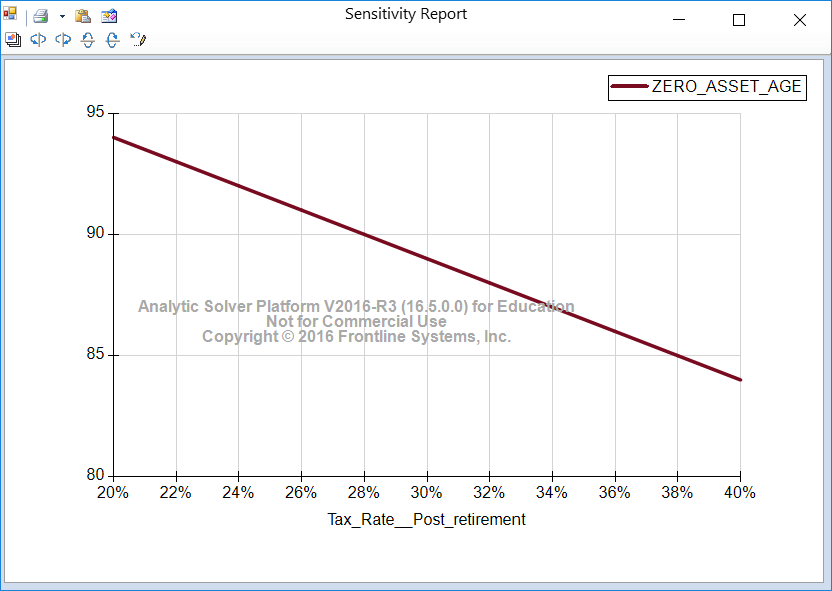 Sensitivity Report
ZERO_ASSET_AGE
95
90
85
80
Analytic Solver Platform V2016-R3 (16.5.0.0) for Education
Not for Commercial Use
Copyright © 2016 Frontline Systems, Inc.
20% 22% 24% 26% 28% 30% 32% 34% 36% 38% 40%
Tax_Rate__Post_retirement